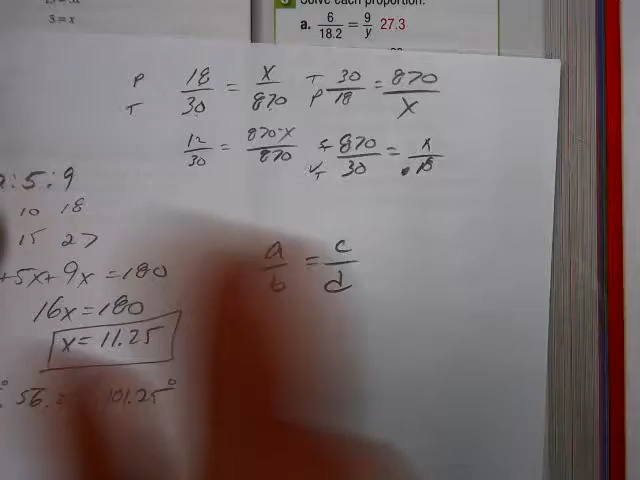 5 = x
Solve each proportion.
a. 6/18.2 = 9/y 27.3
P 18/30 = x/870 T 30/18 = 870/x
T P
12/30 = 870-x/870 870/30 = x/18
: 5 : 9
10 18
15 27
+5x+9x = 180
16x = 180
x = 11.25
a/b = c/d
56. 101.25°